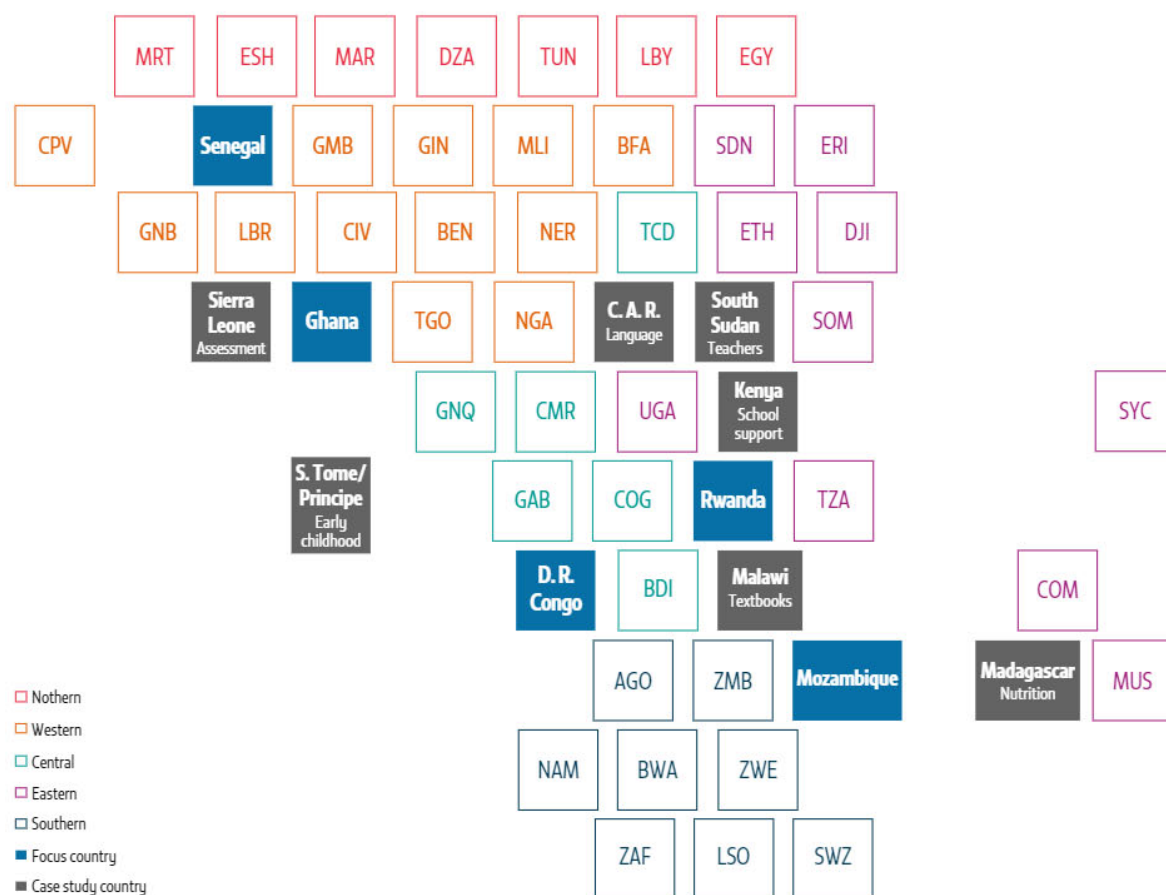 MRT ESH MAR DZA TUN LBY EGY
CPV Senegal GMB GIN MLI BFA SDN ERI
GNB LBR CIV BEN NER TCD ETH DJI
Sierra
Leone
Assessment
Ghana TGO NGA
C. A. R.
Language
South
Sudan
Teachers
SOM
GNQ CMR UGA
Kenya
School
support
SYC
S. Tome/
Principe
Early
childhood
GAB COG Rwanda TZA
D. R.
Congo
BDI
Malawi
Textbooks
COM
AGO ZMB Mozambique
Madagascar
Nutrition
MUS
NAM BWA ZWE
ZAF LSO SWZ
Nothern
Western
Central
Eastern
Southern
Focus country
Case study country